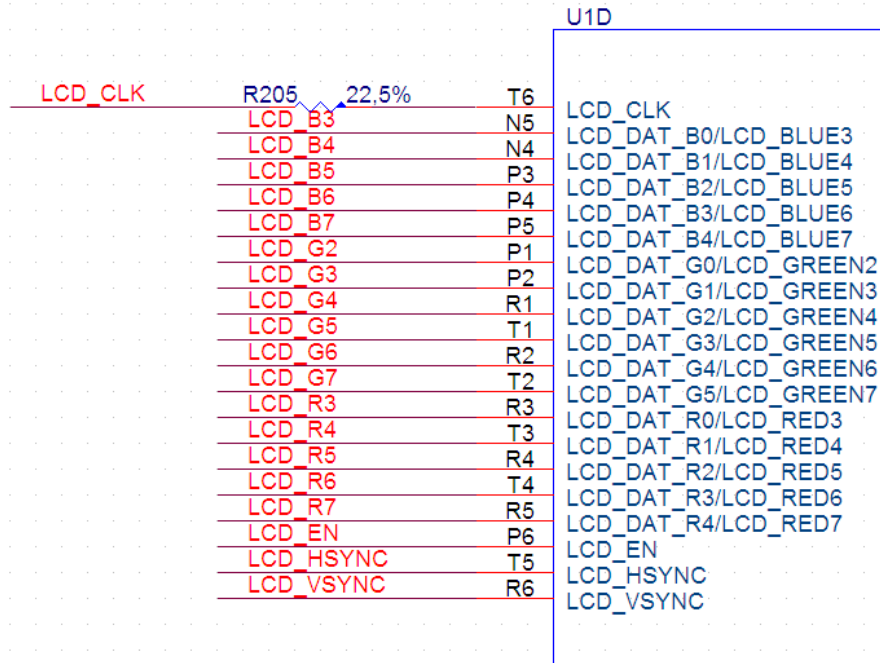 U1D
LCD_CLK R205 22,5% T6 LCD_CLK
LCD_B3 N5 LCD_DAT_B0/LCD_BLUE3
LCD_B4 N4 LCD_DAT_B1/LCD_BLUE4
LCD_B5 P3 LCD_DAT_B2/LCD_BLUE5
LCD_B6 P4 LCD_DAT_B3/LCD_BLUE6
LCD_B7 P5 LCD_DAT_B4/LCD_BLUE7
LCD_G2 P1 LCD_DAT_G0/LCD_GREEN2
LCD_G3 P2 LCD_DAT_G1/LCD_GREEN3
LCD_G4 R1 LCD_DAT_G2/LCD_GREEN4
LCD_G5 T1 LCD_DAT_G3/LCD_GREEN5
LCD_G6 R2 LCD_DAT_G4/LCD_GREEN6
LCD_G7 T2 LCD_DAT_G5/LCD_GREEN7
LCD_R3 R3 LCD_DAT_R0/LCD_RED3
LCD_R4 T3 LCD_DAT_R1/LCD_RED4
LCD_R5 R4 LCD_DAT_R2/LCD_RED5
LCD_R6 T4 LCD_DAT_R3/LCD_RED6
LCD_R7 R5 LCD_DAT_R4/LCD_RED7
LCD_EN P6 LCD_EN
LCD_HSYNC T5 LCD_HSYNC
LCD_VSYNC R6 LCD_VSYNC